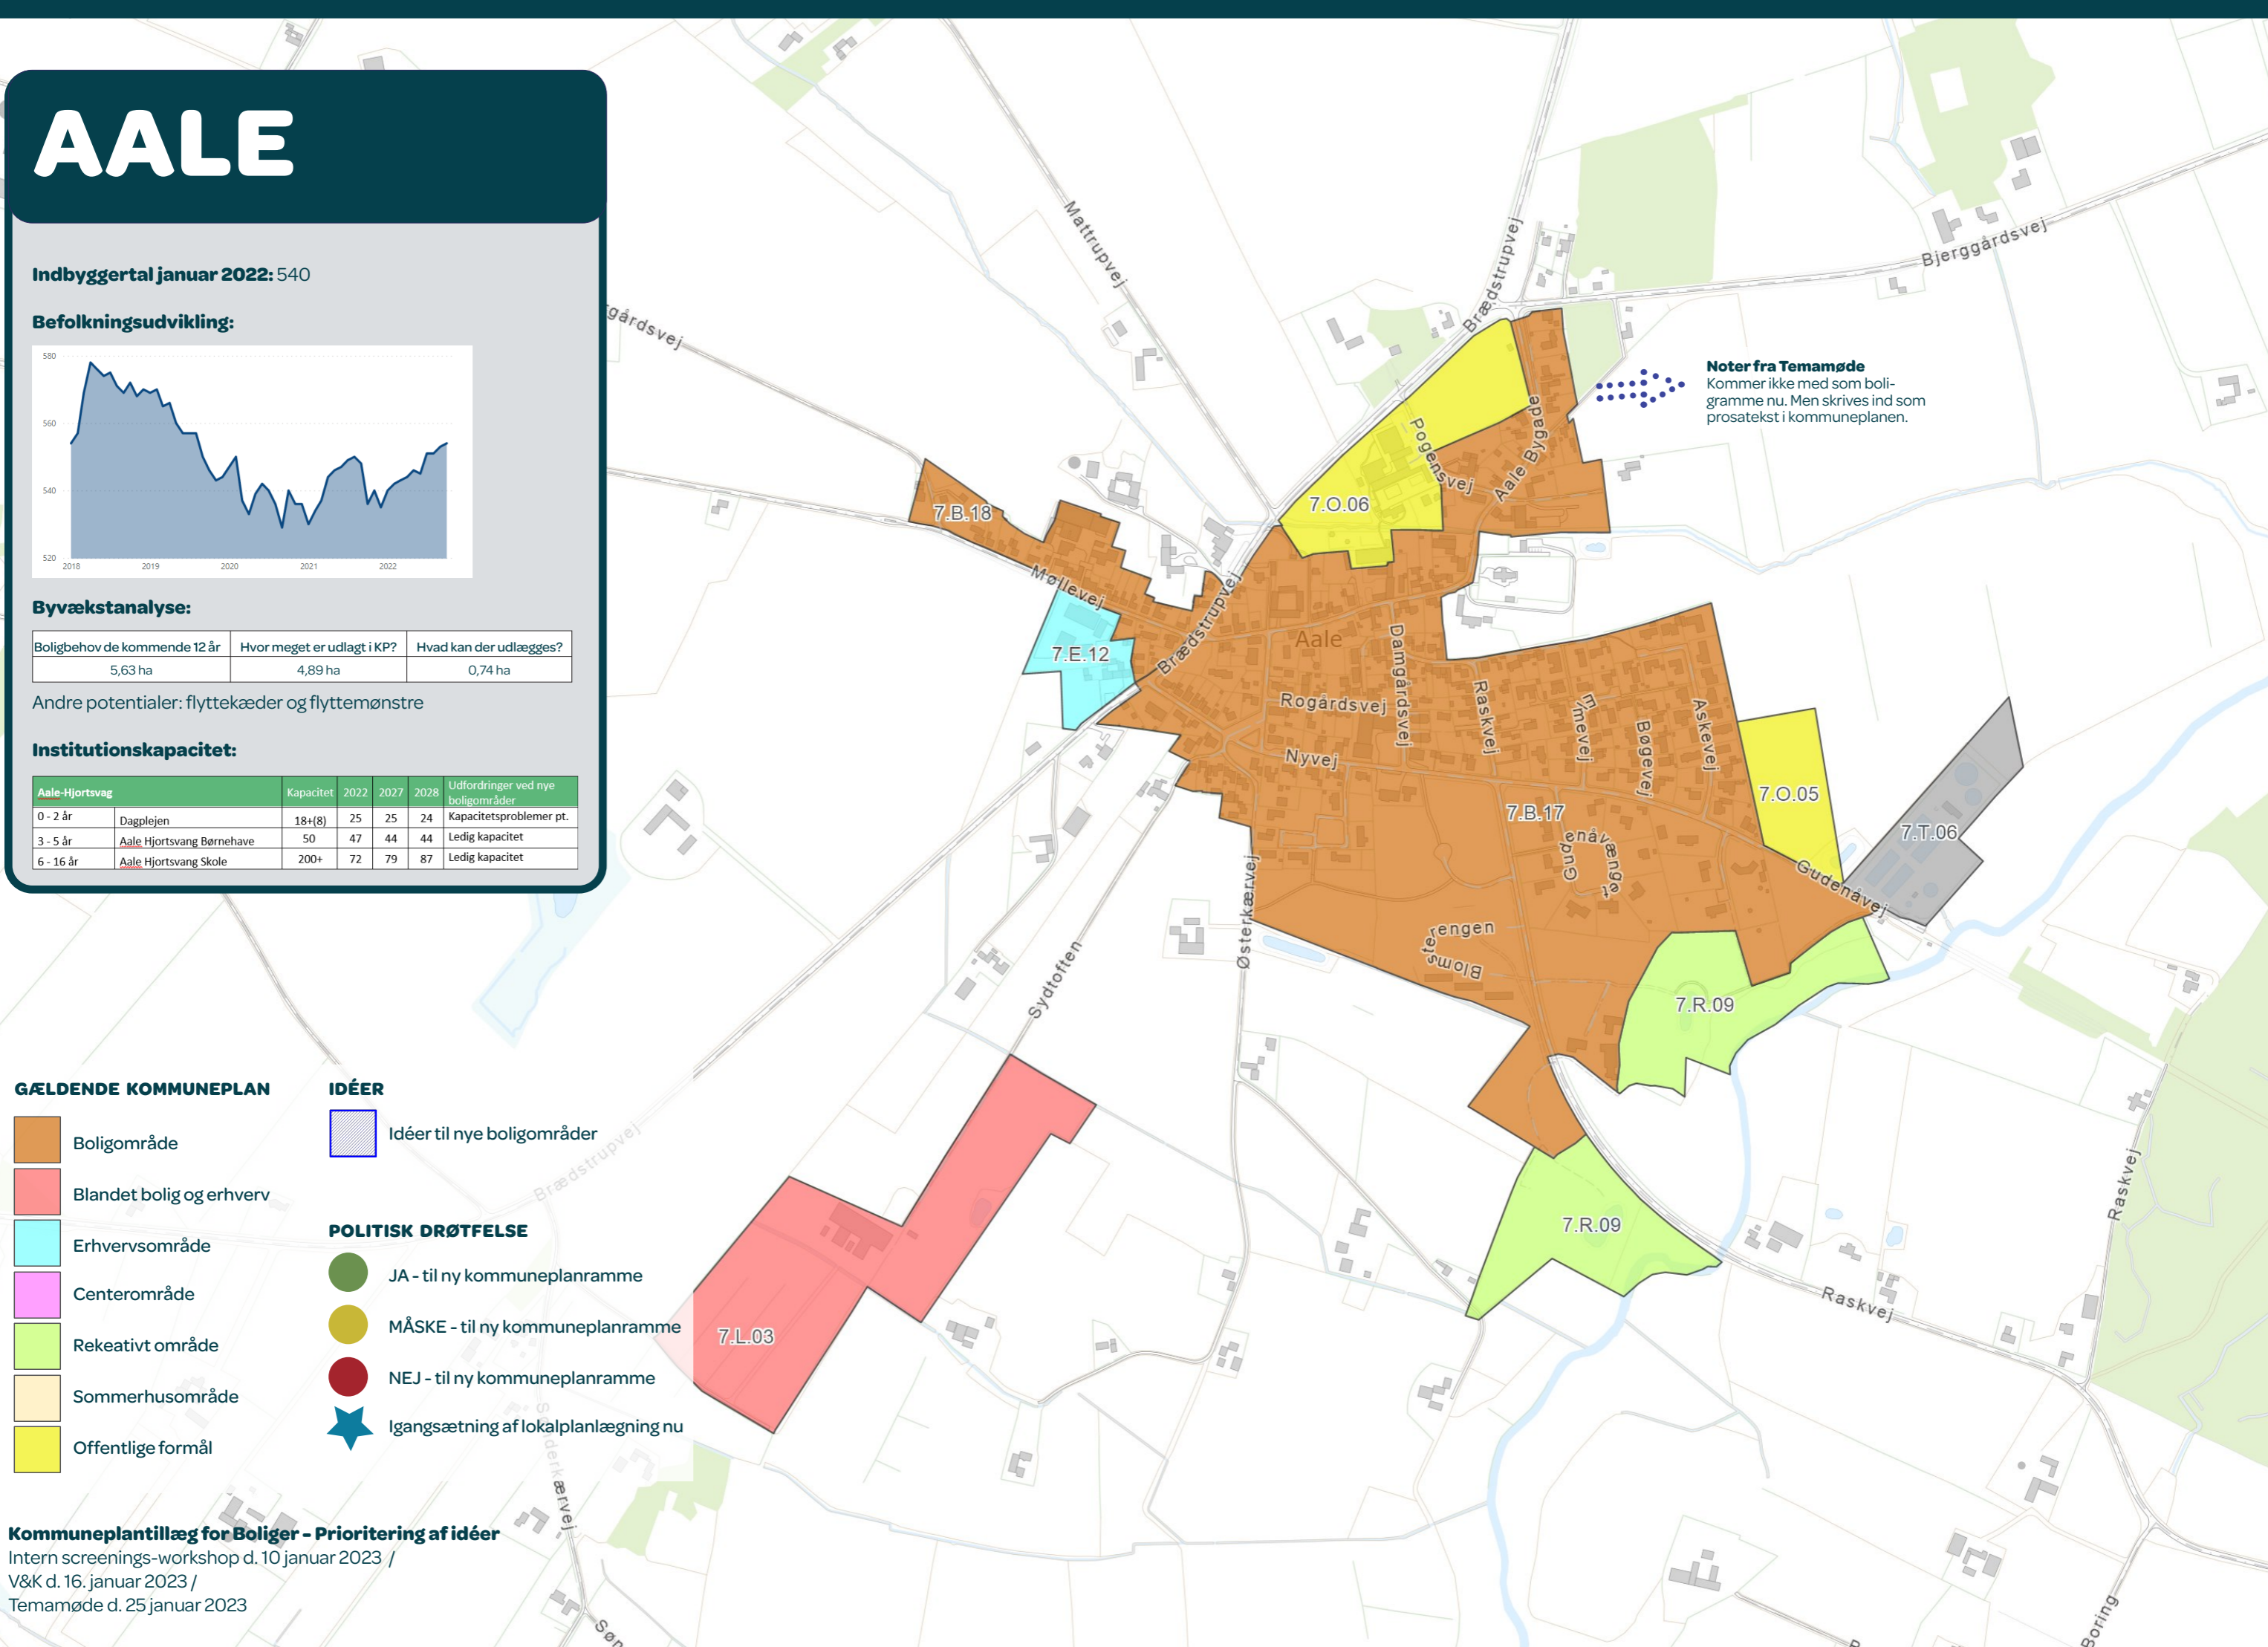 AALE
Indbyggertal januar 2022: 540
Befolkningsudvikling:
580
560
540
520
2018 2019 2020 2021 2022
Byvækstanalyse:
Boligbehov de kommende 12 år Hvor meget er udlagt i KP? Hvad kan der udlægges?
5,63 ha 4,89 ha 0,74 ha
Andre potentialer: flyttekæder og flyttemønstre
Institutionskapacitet:
Aale-Hjortsvag Kapacitet 2022 2027 2028 Udfordringer ved nye
boligområder
0 - 2 år Dagplejen 18+(8) 25 25 24 Kapacitetsproblemer pt.
3 - 5 år Aale Hjortsvang Børnehave 50 47 44 44 Ledig kapacitet
6 - 16 år Aale Hjortsvang Skole 200+ 72 79 87 Ledig kapacitet
GÆLDENDE KOMMUNEPLAN
Boligområde
Blandet bolig og erhverv
Erhvervsområde
Centerområde
Rekeativt område
Sommerhusområde
Offentlige formål
IDÉER
Idéer til nye boligområder
POLITISK DRØTFELSE
JA - til ny kommuneplanramme
MÅSKE - til ny kommuneplanramme
NEJ - til ny kommuneplanramme
Igangsætning af lokalplanlægning nu
Kommuneplantillæg for Boliger - Prioritering af idéer
Intern screenings-workshop d. 10 januar 2023 /
V&K d. 16. januar 2023 /
Temamøde d. 25 januar 2023
Noter fra Temamøde
Kommer ikke med som boli-
gramme nu. Men skrives ind som
prosatekst i kommuneplanen.
Mattrupvej
Brædstrupvej
Bjerggårdsvej
rgårdsvej
Pogensvej
Aale Bygade
7.O.06
7.B.18
Møllevej
7.E.12
Brædstrupvej
Aale
Damgårdsvej
Rogårdsvej
Raskvej
Elmevej
Bøgevej
Askevej
Nyvej
7.O.05
7.B.17
7.T.06
Gudenåvænget
Gudenåvej
Østerkærvej
Blomsterengen
Sydtoften
7.R.09
7.R.09
Brædstrupvej
7.L.03
Raskvej
Raskvej
Sønderkærvej
Søn
Boring